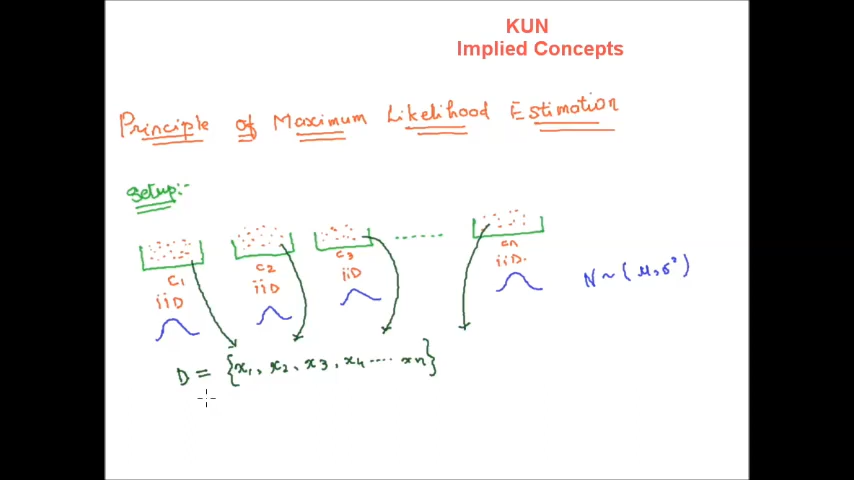 KUN
Implied Concepts
Principle of Maximum Likelihood Estimation
Setup:-
C1 C2 C3 ...... Cn
iiD iiD iiD iiD.
N ~ (μ, σ²)
D = {x1, x2, x3, x4 .... xn}